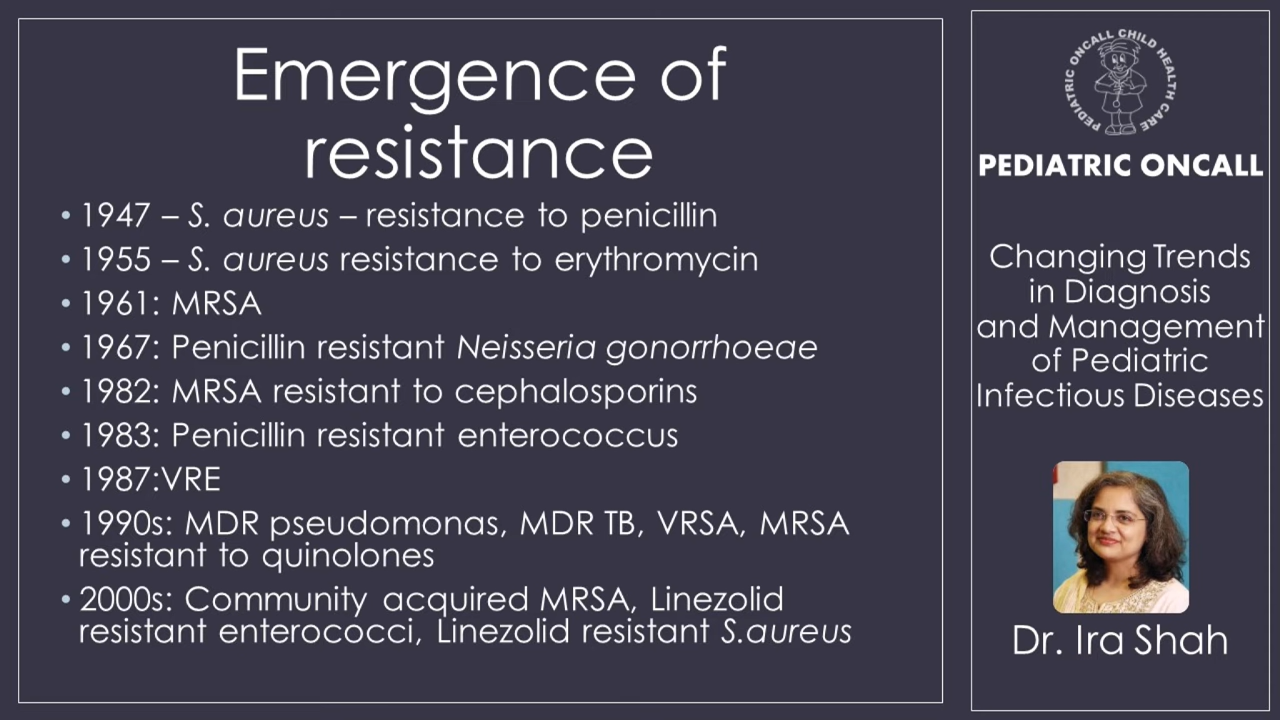 Emergence of
resistance
• 1947 – S. aureus – resistance to penicillin
• 1955 – S. aureus resistance to erythromycin
• 1961: MRSA
• 1967: Penicillin resistant Neisseria gonorrhoeae
• 1982: MRSA resistant to cephalosporins
• 1983: Penicillin resistant enterococcus
• 1987:VRE
• 1990s: MDR pseudomonas, MDR TB, VRSA, MRSA
resistant to quinolones
• 2000s: Community acquired MRSA, Linezolid
resistant enterococci, Linezolid resistant S.aureus
PEDIATRIC ONCALL CHILD HEALTH CARE
PEDIATRIC ONCALL
Changing Trends
in Diagnosis
and Management
of Pediatric
Infectious Diseases
Dr. Ira Shah